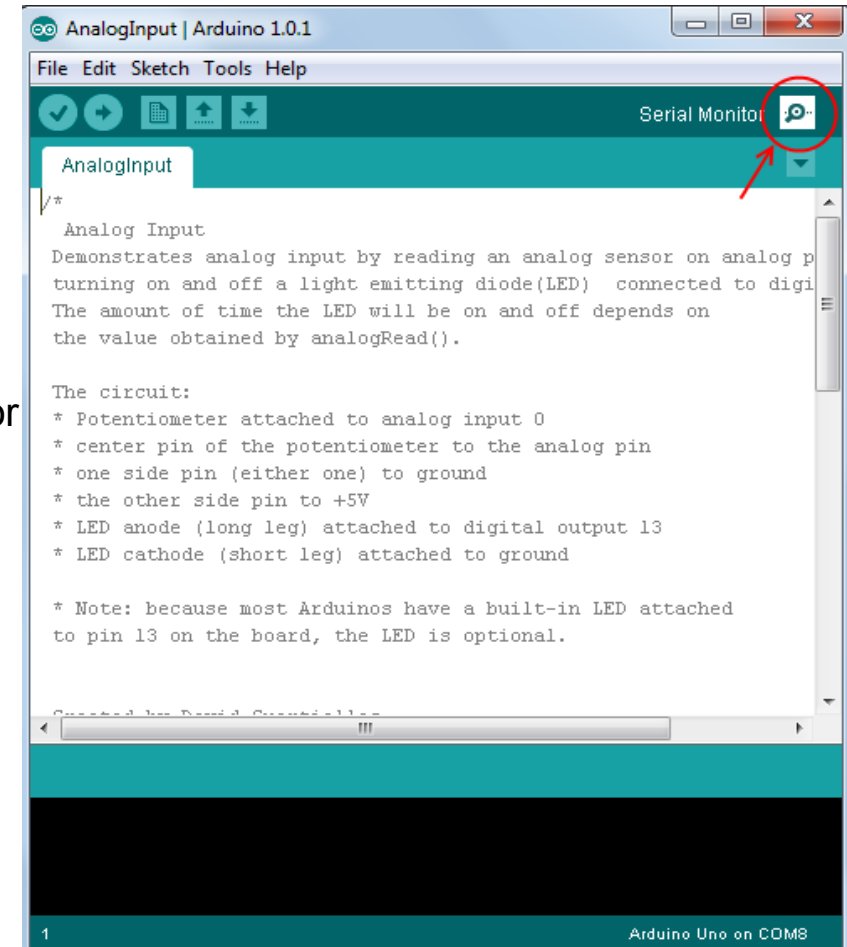 AnalogInput | Arduino 1.0.1
File Edit Sketch Tools Help
Serial Monitor
AnalogInput
/*
Analog Input
Demonstrates analog input by reading an analog sensor on analog p
turning on and off a light emitting diode(LED)  connected to digi
The amount of time the LED will be on and off depends on
the value obtained by analogRead().
The circuit:
or
* Potentiometer attached to analog input 0
* center pin of the potentiometer to the analog pin
* one side pin (either one) to ground
* the other side pin to +5V
* LED anode (long leg) attached to digital output 13
* LED cathode (short leg) attached to ground
* Note: because most Arduinos have a built-in LED attached
to pin 13 on the board, the LED is optional.
1
Arduino Uno on COM8